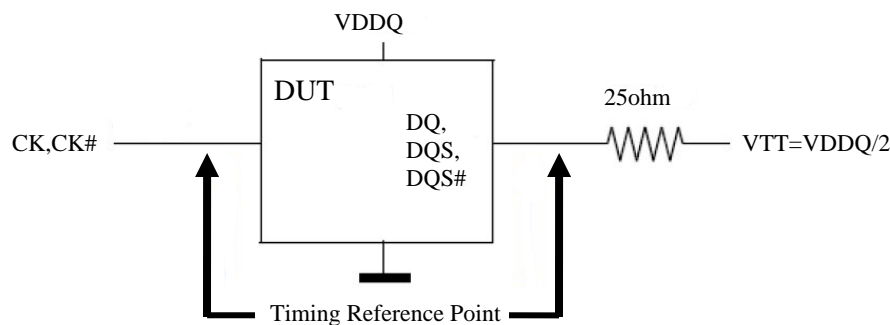 VDDQ
DUT
25ohm
DQ,
DQS,
DQS#
CK,CK#
VTT=VDDQ/2
Timing Reference Point